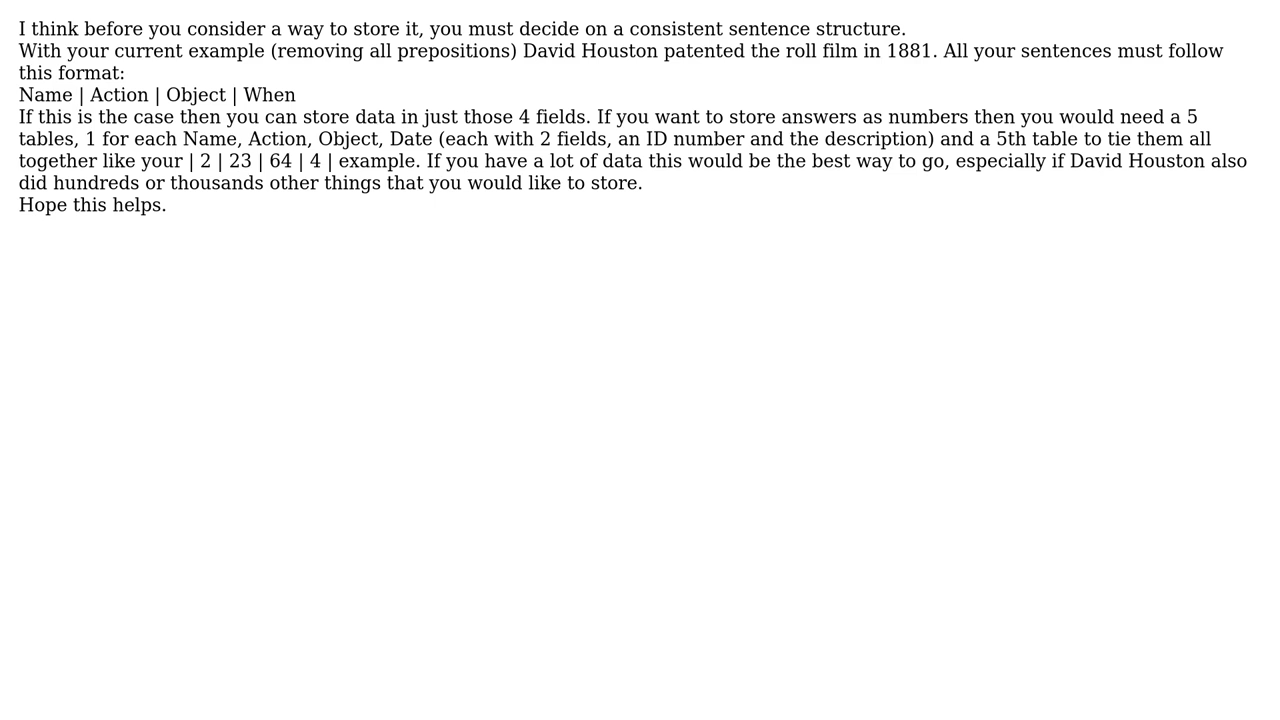 I think before you consider a way to store it, you must decide on a consistent sentence structure.
With your current example (removing all prepositions) David Houston patented the roll film in 1881. All your sentences must follow
this format:
Name | Action | Object | When
If this is the case then you can store data in just those 4 fields. If you want to store answers as numbers then you would need a 5
tables, 1 for each Name, Action, Object, Date (each with 2 fields, an ID number and the description) and a 5th table to tie them all
together like your | 2 | 23 | 64 | 4 | example. If you have a lot of data this would be the best way to go, especially if David Houston also
did hundreds or thousands other things that you would like to store.
Hope this helps.